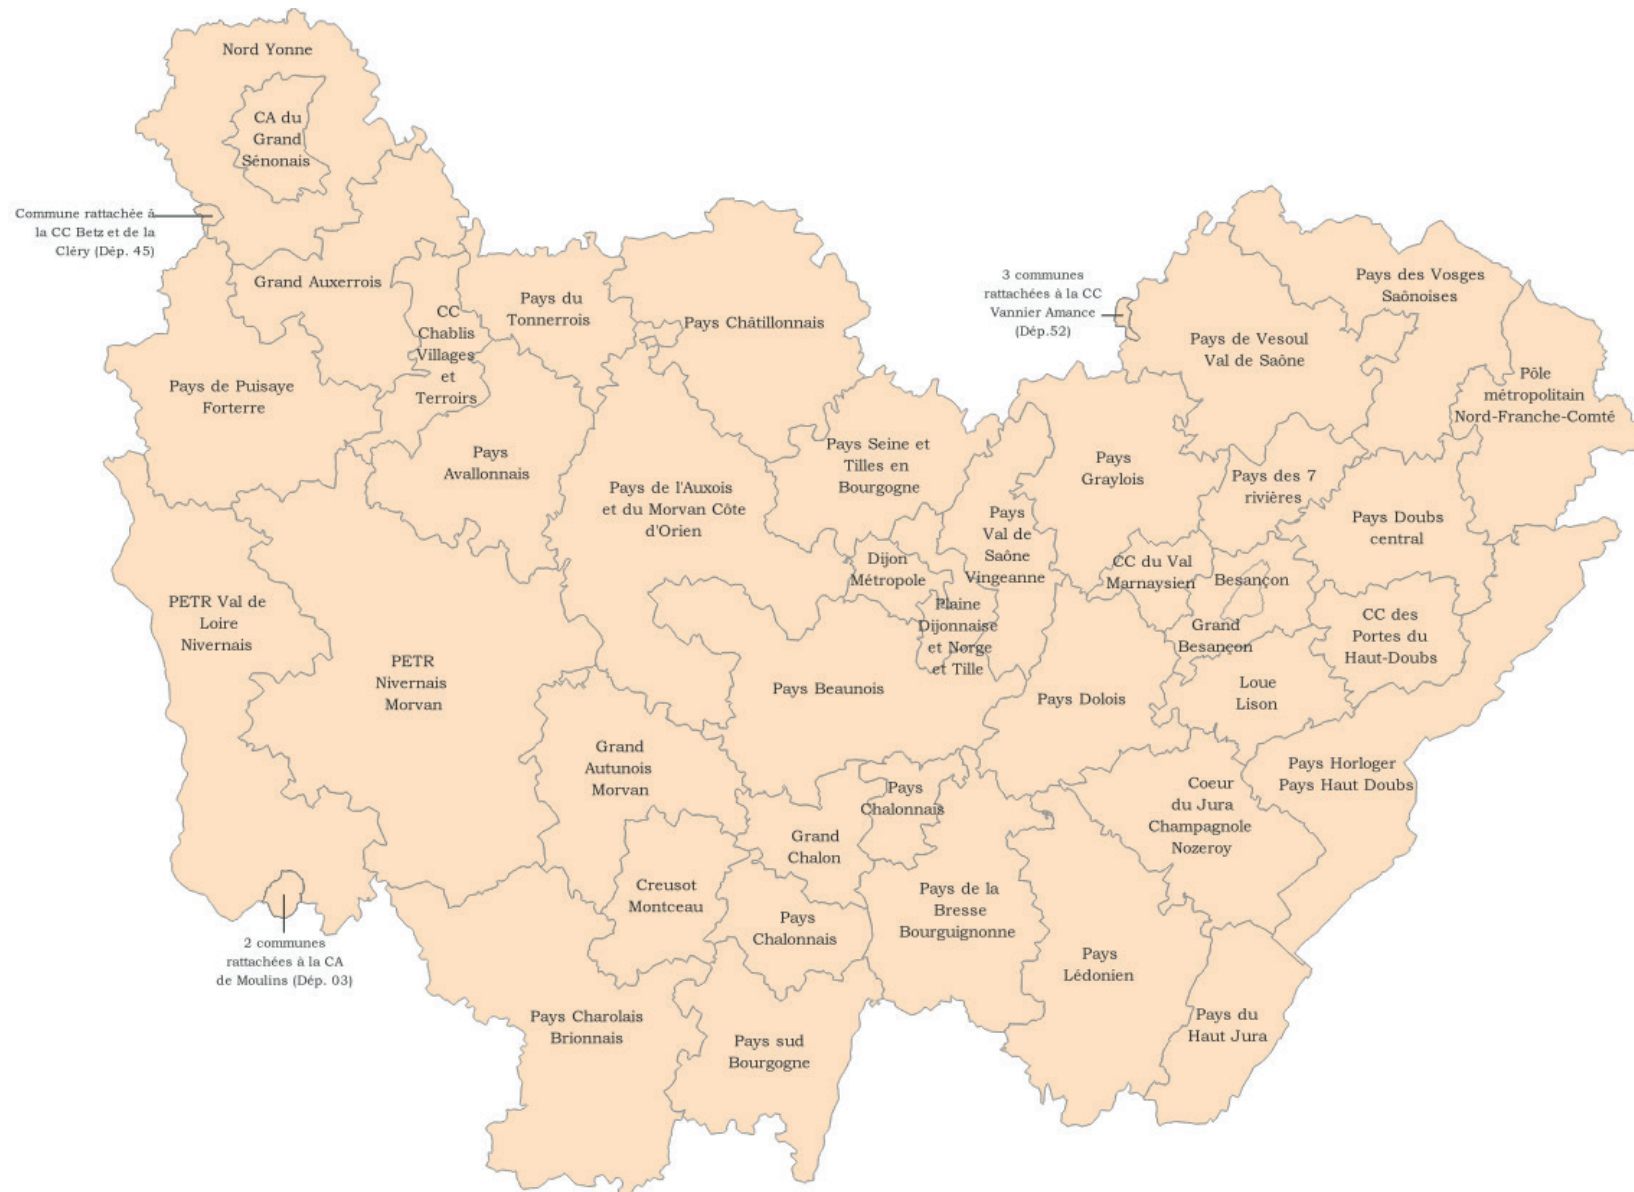 Nord Yonne
CA du
Grand
Sénonais
Commune rattachée à
la CC Betz et de la
Cléry (Dép. 45)
Grand Auxerrois
CC
Chablis
Villages
et
Terroirs
Pays du
Tonnerrois
Pays Châtillonnais
3 communes
rattachées à la CC
Vannier Amance
(Dép.52)
Pays des Vosges
Saônoises
Pays de Vesoul
Val de Saône
Pôle
métropolitain
Nord-Franche-Comté
Pays de Puisaye
Forterre
Pays
Avallonnais
Pays de l'Auxois
et du Morvan Côte
d'Orien
Pays Seine et
Tilles en
Bourgogne
Pays
Graylois
Pays des 7
rivières
Pays
Val de
Saône
Vingeanne
Pays Doubs
central
Dijon
Métropole
CC du Val
Marnaysien
Besançon
PETR Val de
Loire
Nivernais
Plaine
Dijonnaise
et Norge
et Tille
Grand
Besançon
CC des
Portes du
Haut-Doubs
PETR
Nivernais
Morvan
Pays Beaunois
Pays Dolois
Loue
Lison
Grand
Autunois
Morvan
Pays
Chalonnais
Coeur
du Jura
Champagnole
Nozeroy
Pays Horloger
Pays Haut Doubs
Grand
Chalon
Creusot
Montceau
Pays
Chalonnais
Pays de la
Bresse
Bourguignonne
2 communes
rattachées à la CA
de Moulins (Dép. 03)
Pays
Lédonien
Pays Charolais
Brionnais
Pays sud
Bourgogne
Pays du
Haut Jura